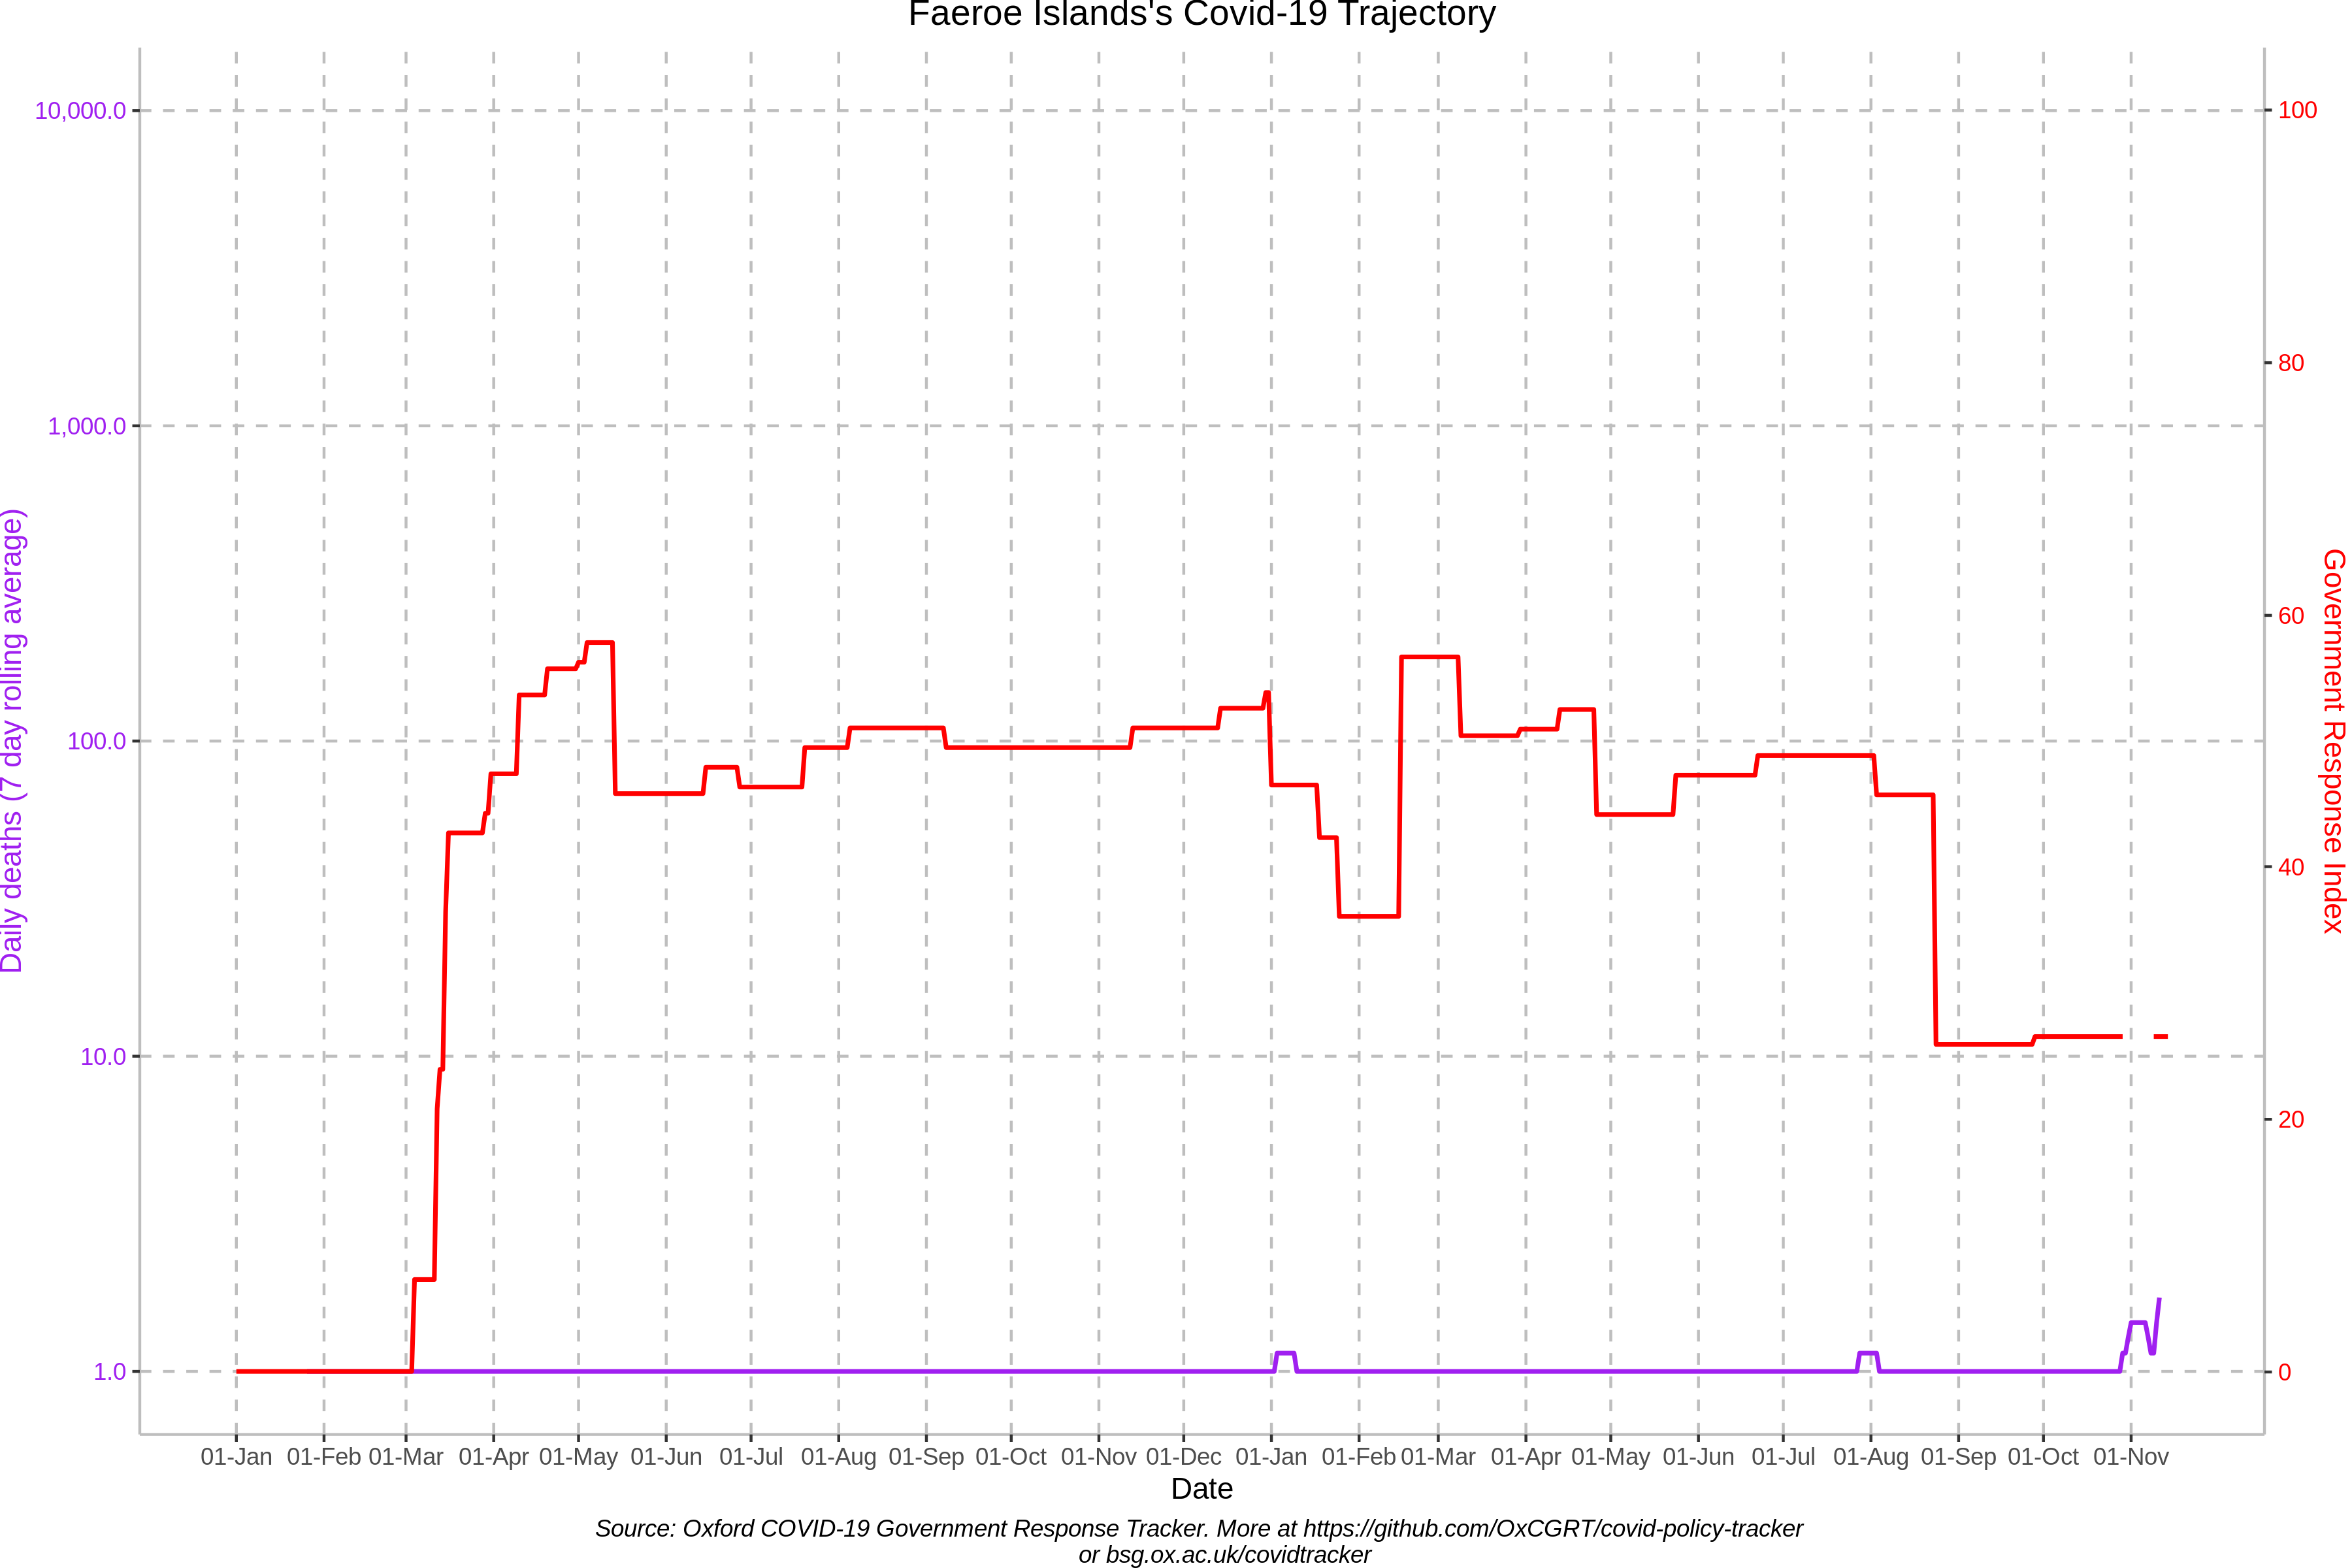 Faeroe Islands's Covid-19 Trajectory
10,000.0
1,000.0
100.0
10.0
1.0
Daily deaths (7 day rolling average)
100
80
60
40
20
0
Government Response Index
01-Jan 01-Feb 01-Mar 01-Apr 01-May 01-Jun 01-Jul 01-Aug 01-Sep 01-Oct 01-Nov 01-Dec 01-Jan 01-Feb 01-Mar 01-Apr 01-May 01-Jun 01-Jul 01-Aug 01-Sep 01-Oct 01-Nov
Date
Source: Oxford COVID-19 Government Response Tracker. More at https://github.com/OxCGRT/covid-policy-tracker
or bsg.ox.ac.uk/covidtracker